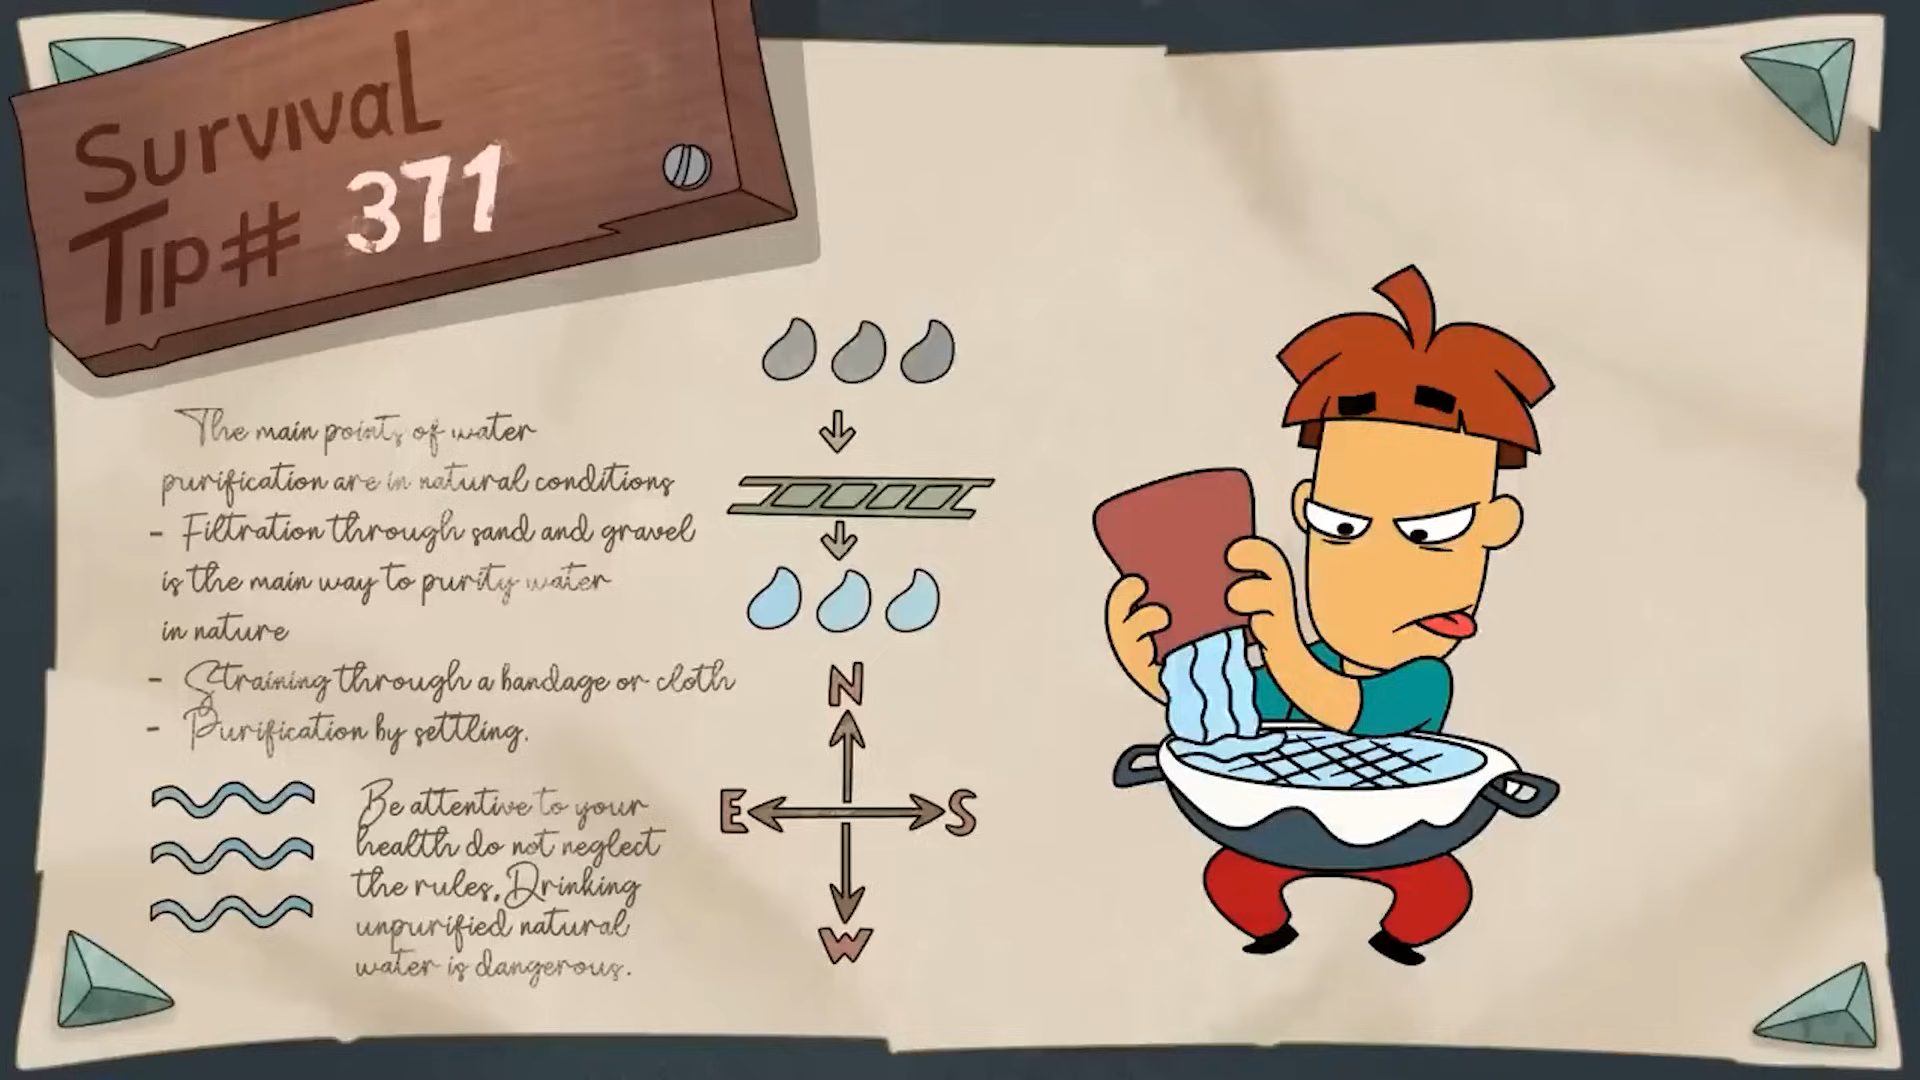 Survival
Tip# 371
The main points of water
purification are in natural conditions
- Filtration through sand and gravel
is the main way to purity water
in nature
- Straining through a bandage or cloth
- Purification by settling.
Be attentive to your
health do not neglect
the rules. Drinking
unpurified natural
water is dangerous.
N
E S
W